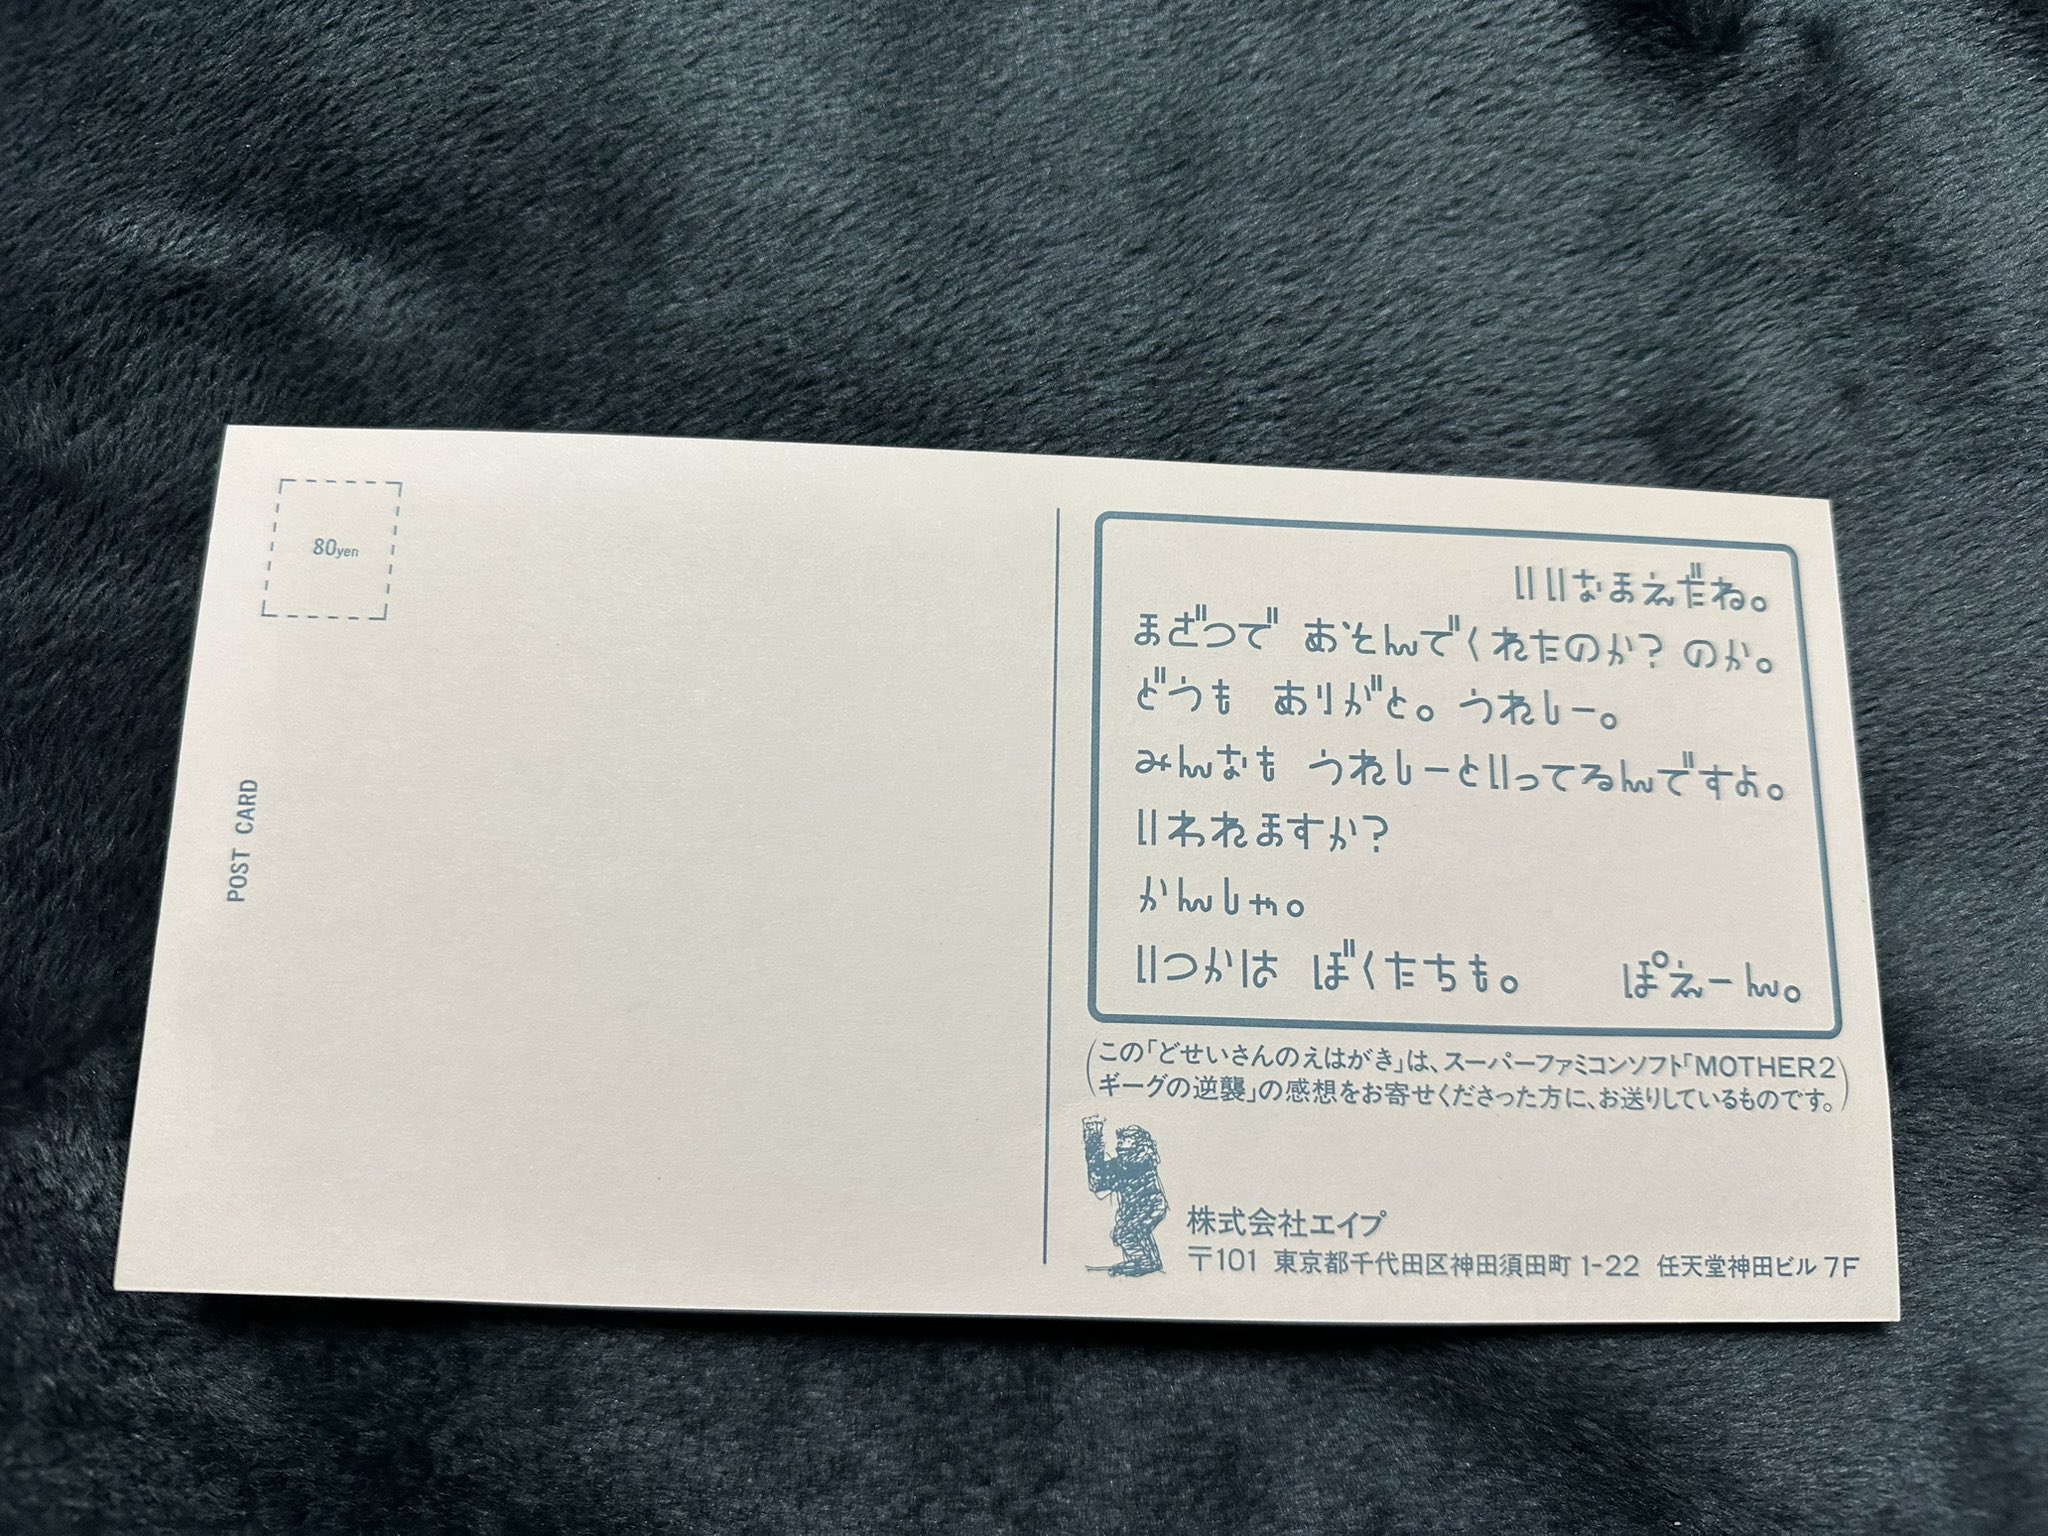 80yen
POST CARD
いいなまえだね。
まざつで あそんでくれたのか? のか。
どうも ありがと。うれしー。
みんなも うれしーといってるんですよ。
いわれますか?
かんしゃ。
いつかは ぼくたちも。 ぽえーん。
(この「どせいさんのえはがき」は、スーパーファミコンソフト「MOTHER2
ギーグの逆襲」の感想をお寄せくださった方に、お送りしているものです。)
株式会社エイプ
〒101 東京都千代田区神田須田町1-22 任天堂神田ビル7F